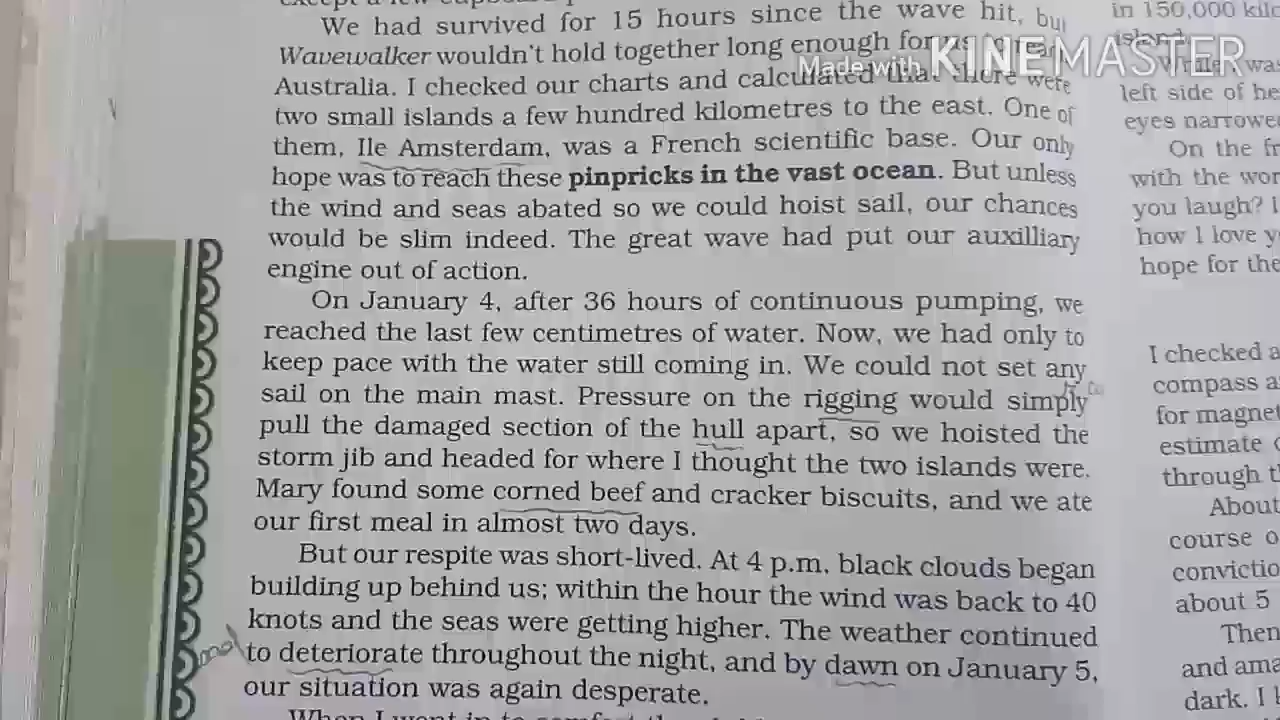 We had survived for 15 hours since the wave hit, but
Wavewalker wouldn't hold together long enough for us to reach
Australia. I checked our charts and calculated that there were
two small islands a few hundred kilometres to the east. One of
them, Ile Amsterdam, was a French scientific base. Our only
hope was to reach these pinpricks in the vast ocean. But unless
the wind and seas abated so we could hoist sail, our chances
would be slim indeed. The great wave had put our auxilliary
engine out of action.
On January 4, after 36 hours of continuous pumping, we
reached the last few centimetres of water. Now, we had only to
keep pace with the water still coming in. We could not set any
sail on the main mast. Pressure on the rigging would simply
pull the damaged section of the hull apart, so we hoisted the
storm jib and headed for where I thought the two islands were.
Mary found some corned beef and cracker biscuits, and we ate
our first meal in almost two days.
But our respite was short-lived. At 4 p.m. black clouds began
building up behind us; within the hour the wind was back to 40
knots and the seas were getting higher. The weather continued
to deteriorate throughout the night, and by dawn on January 5,
our situation was again desperate.
Made with KINEMASTER
in 150,000
island.
left side of
eyes
On the
with the
you laugh?
how I love
hope for the
I checked
compass
for
estimate
through
About
course
about 5
Then
and
dark. I